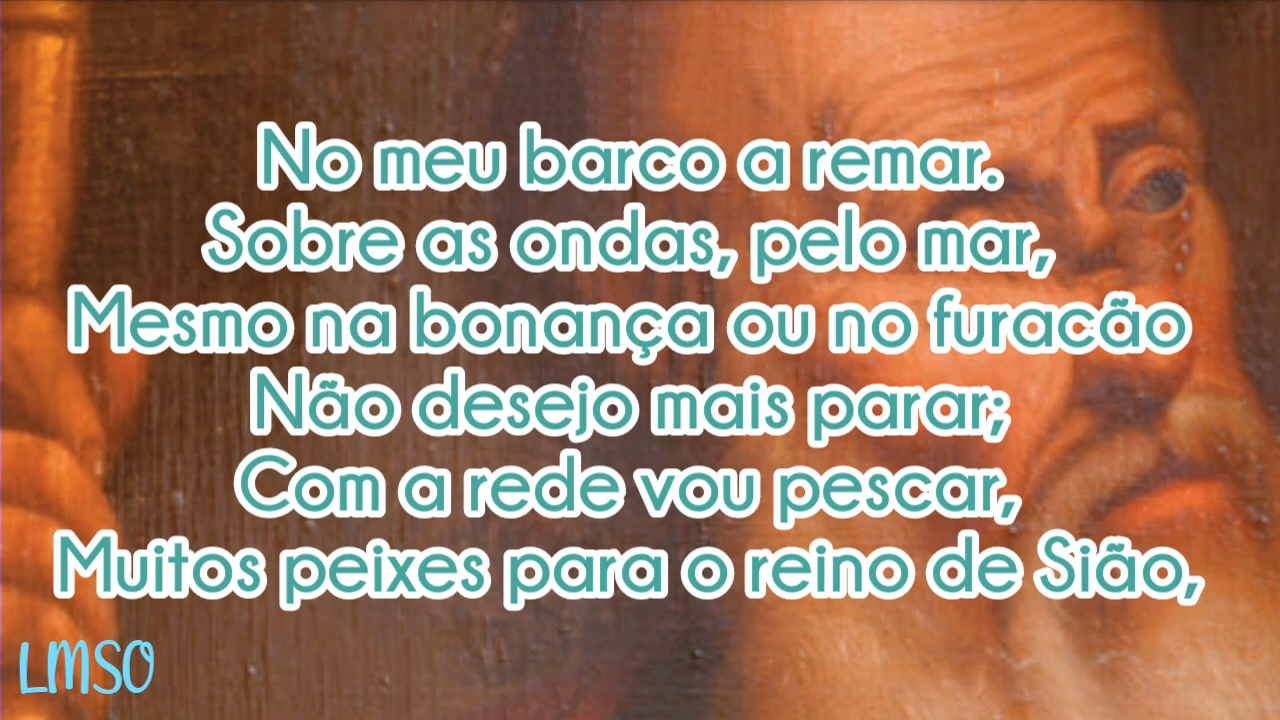 No meu barco a remar.
Sobre as ondas, pelo mar,
Mesmo na bonança ou no furacão
Não desejo mais parar;
Com a rede vou pescar,
Muitos peixes para o reino de Sião,
LMSO